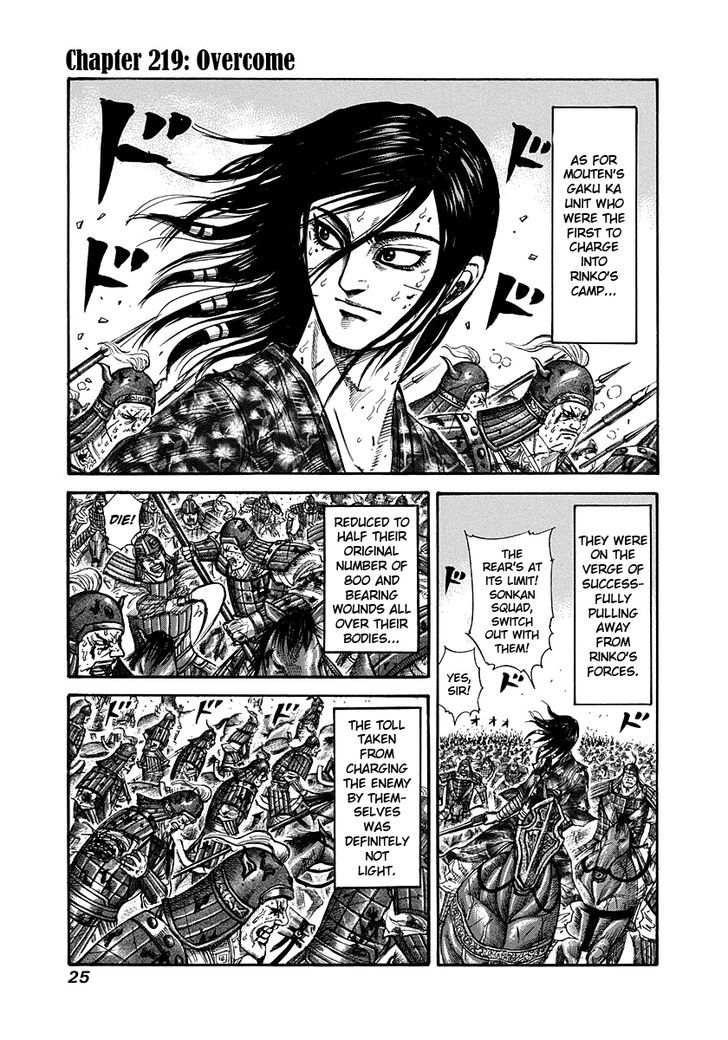 Chapter 219: Overcome
AS FOR
MOUTEN'S
GAKU KA
UNIT WHO
WERE THE
FIRST TO
CHARGE
INTO
RINKO'S
CAMP...
ド
ド
ド
ド
THEY WERE
ON THE
VERGE OF
SUCCESS-
FULLY
PULLING
AWAY
FROM
RINKO'S
FORCES.
THE
REAR'S AT
ITS LIMIT!
SONKAN
SQUAD,
SWITCH
OUT WITH
THEM!
YES,
SIR!
ド
ド
ド
REDUCED TO
HALF THEIR
ORIGINAL
NUMBER OF
800 AND
BEARING
WOUNDS ALL
OVER THEIR
BODIES...
DIE!
THE TOLL
TAKEN
FROM
CHARGING
THE ENEMY
BY THEM-
SELVES
WAS
DEFINITELY
NOT
LIGHT.
25